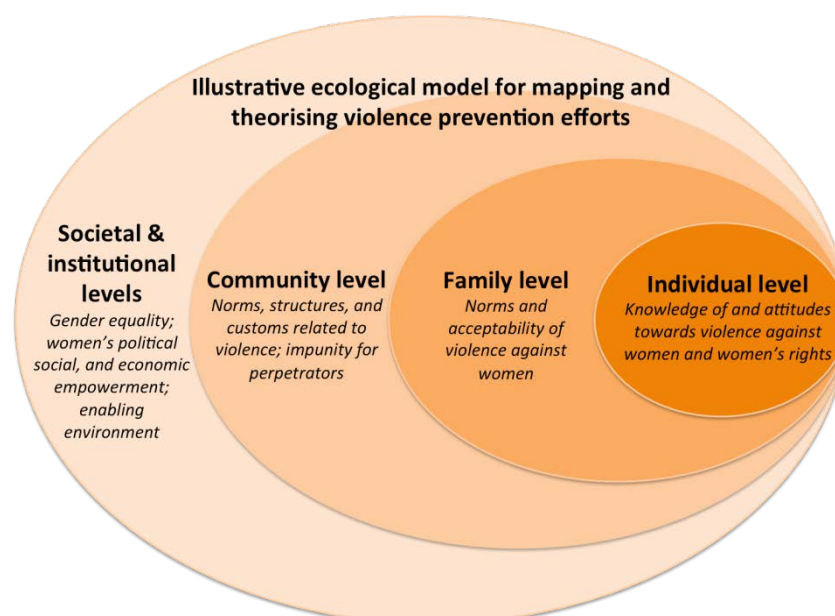 Illustrative ecological model for mapping and
theorising violence prevention efforts
Societal &
institutional
levels
Gender equality;
women's political
social, and economic
empowerment;
enabling
environment
Community level
Norms, structures, and
customs related to
violence; impunity for
perpetrators
Family level
Norms and
acceptability of
violence against
women
Individual level
Knowledge of and attitudes
towards violence against
women and women's rights